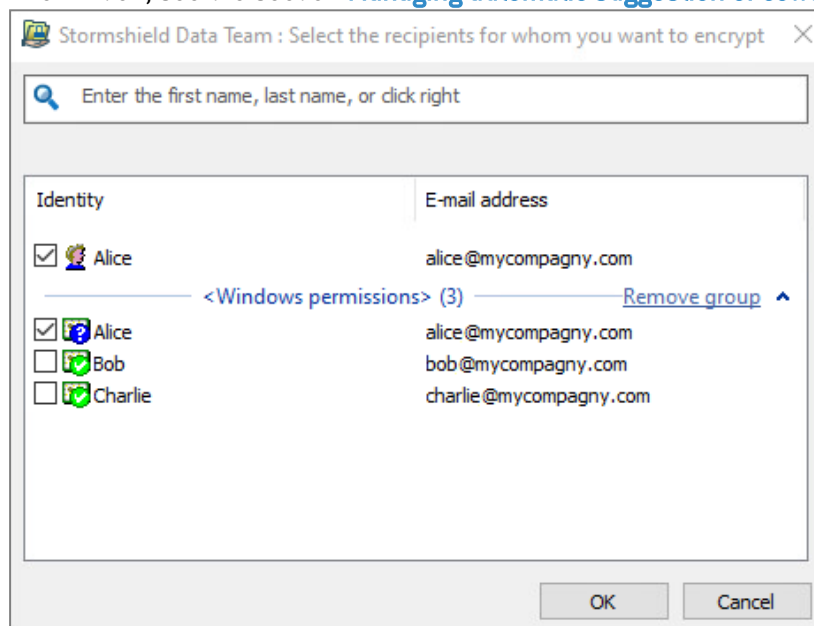 Stormshield Data Team : Select the recipients for whom you want to encrypt
Enter the first name, last name, or click right
Identity E-mail address
Alice alice@mycompagny.com
<Windows permissions> (3) Remove group
Alice alice@mycompagny.com
Bob bob@mycompagny.com
Charlie charlie@mycompagny.com
OK Cancel